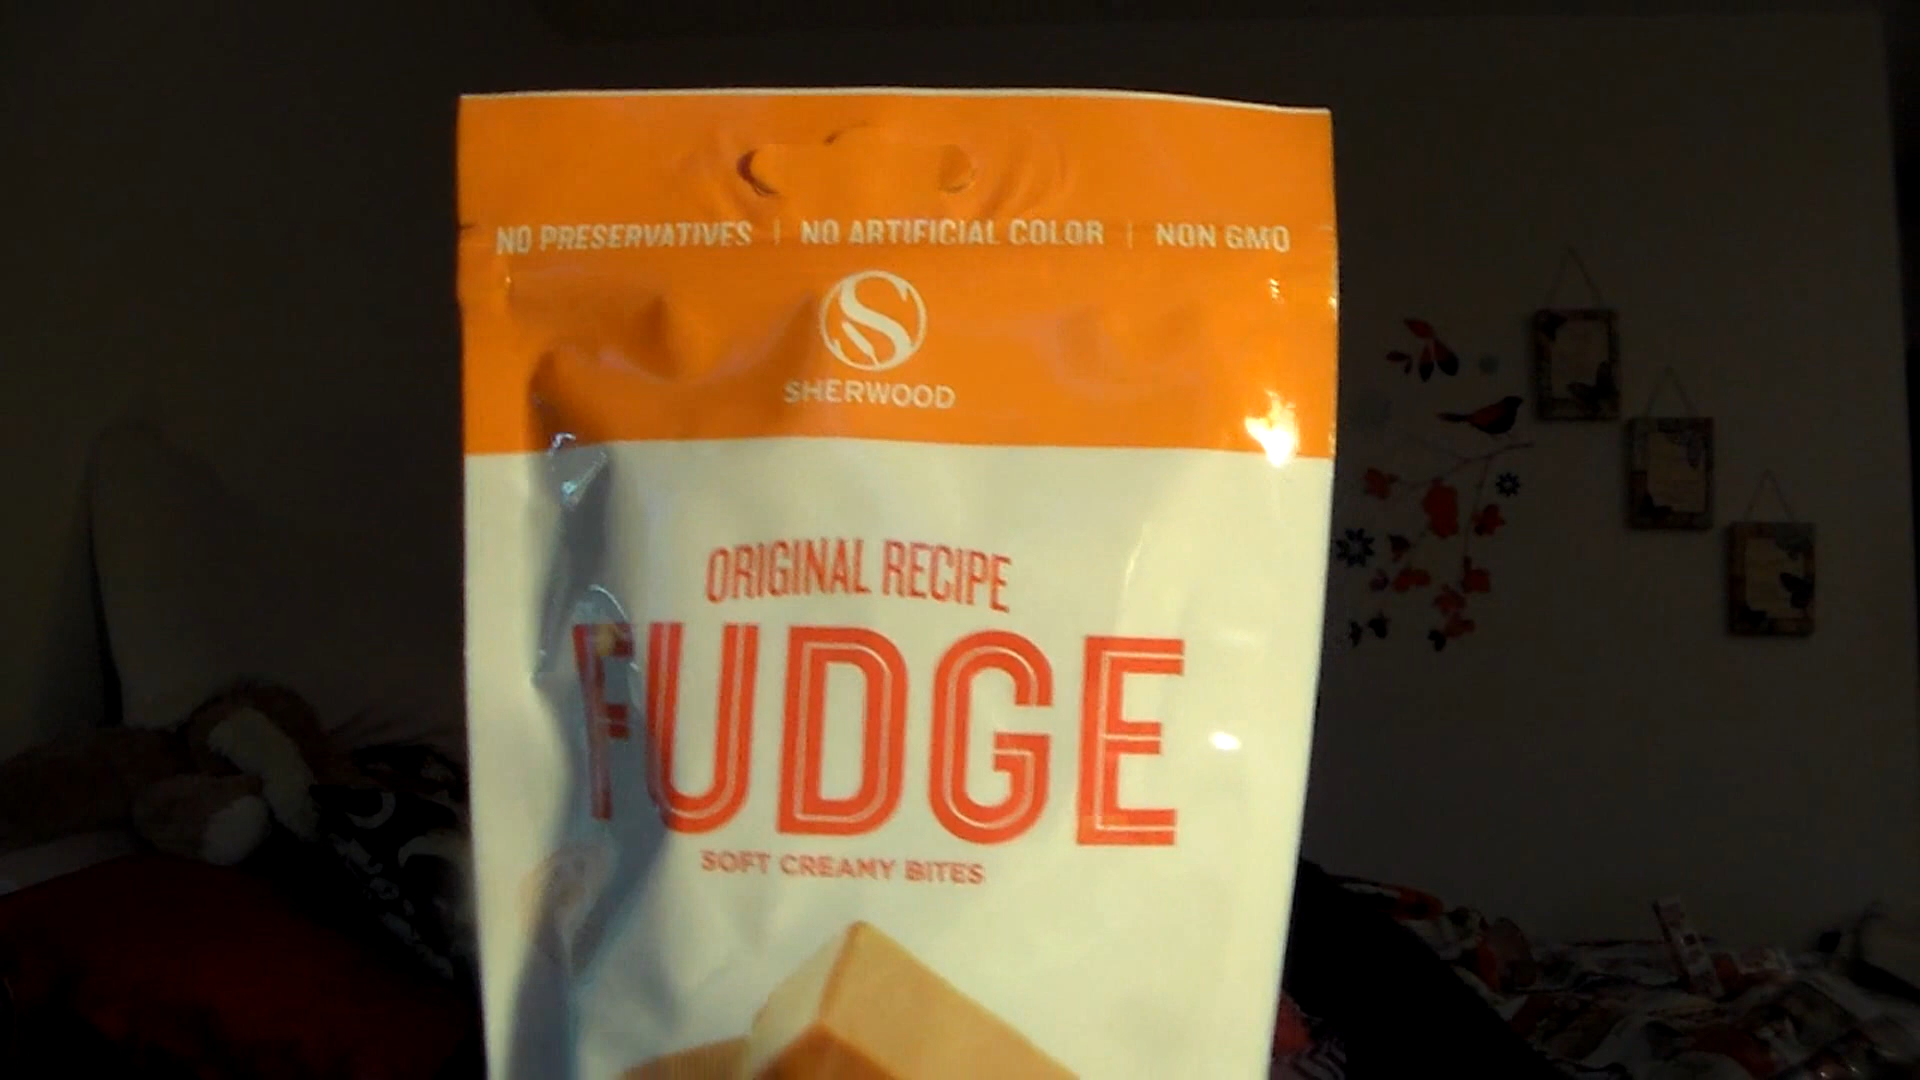 NO PRESERVATIVES | NO ARTIFICIAL COLOR | NON GMO
S
SHERWOOD
ORIGINAL RECIPE
FUDGE
SOFT CREAMY BITES